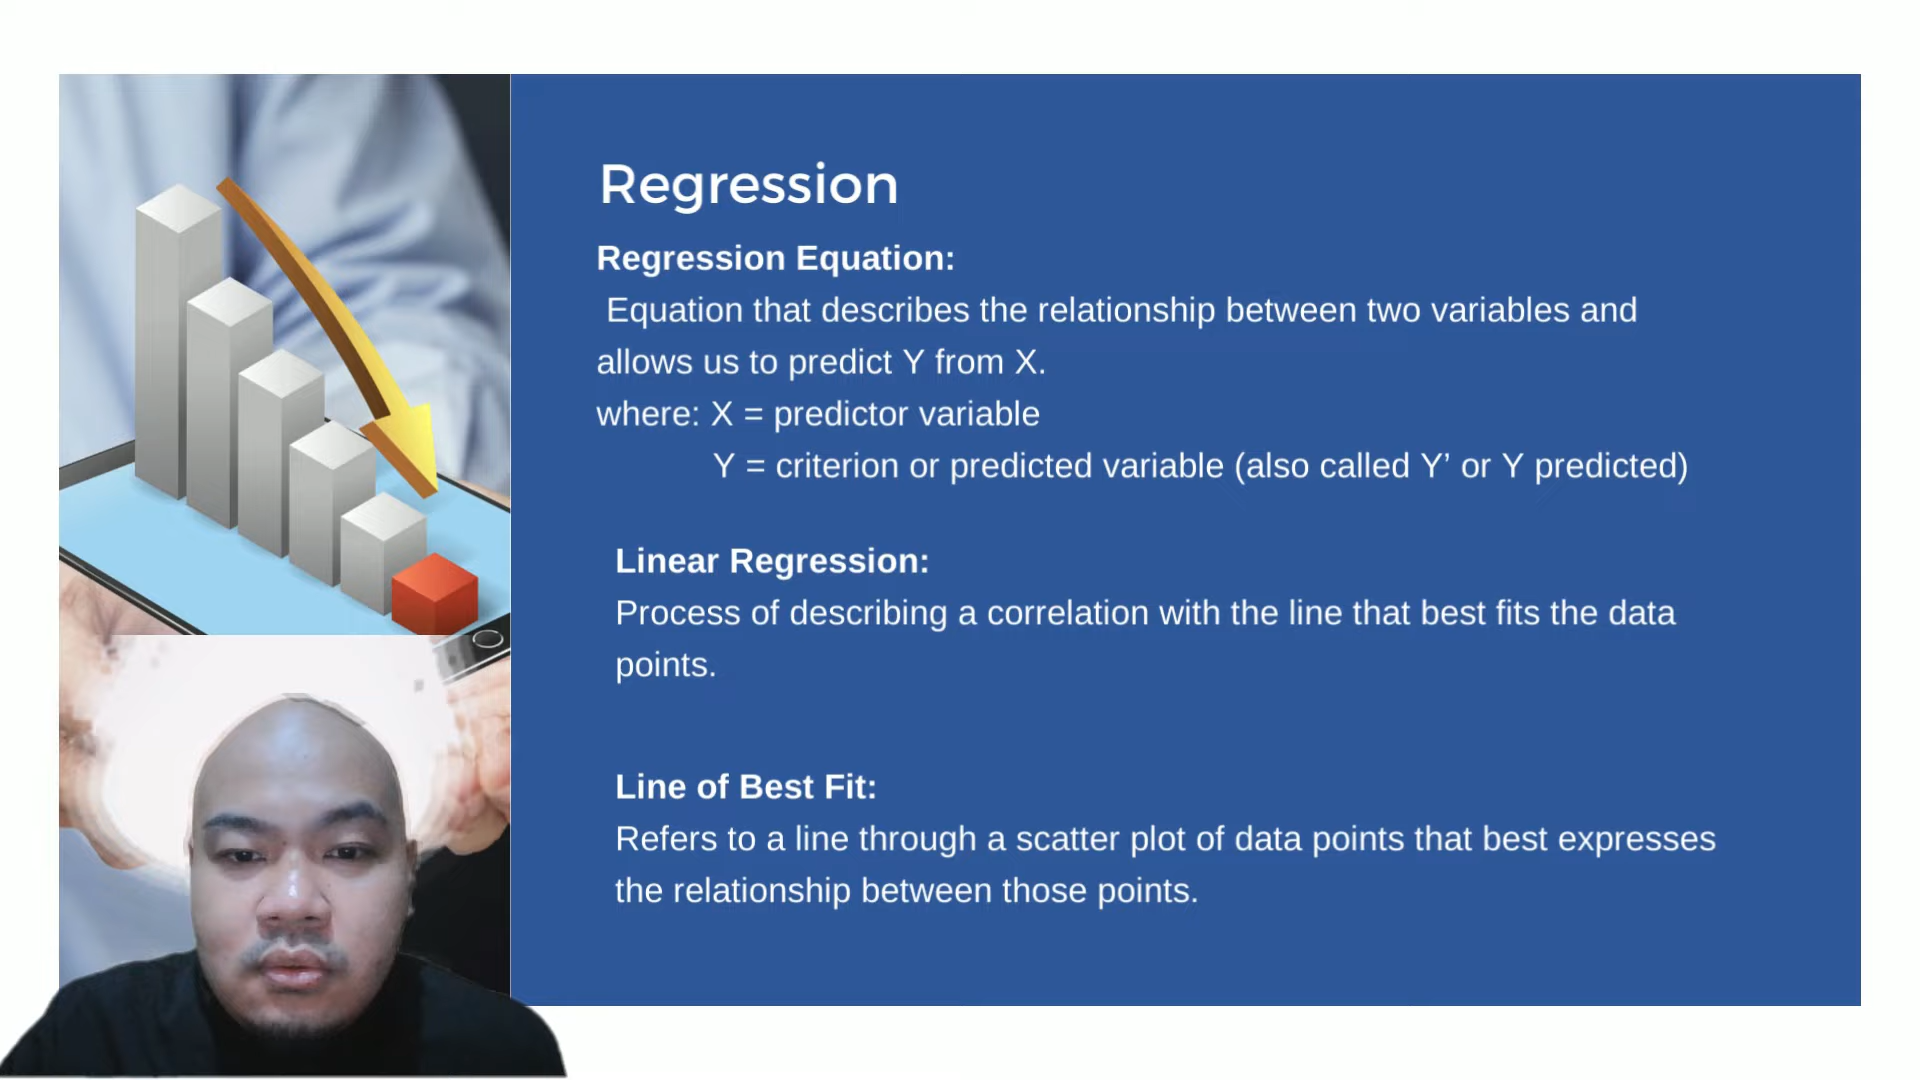 Regression
Regression Equation:
Equation that describes the relationship between two variables and
allows us to predict Y from X.
where: X = predictor variable
Y = criterion or predicted variable (also called Y’ or Y predicted)
Linear Regression:
Process of describing a correlation with the line that best fits the data
points.
Line of Best Fit:
Refers to a line through a scatter plot of data points that best expresses
the relationship between those points.